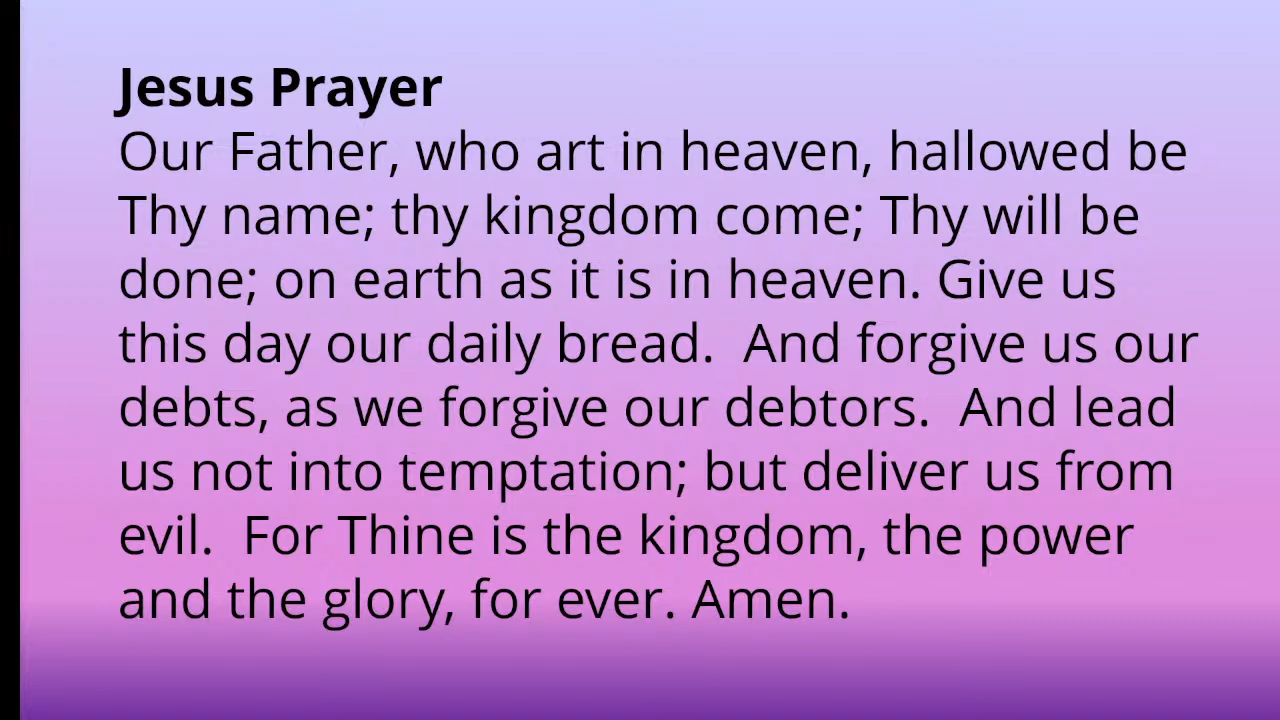 Jesus Prayer
Our Father, who art in heaven, hallowed be
Thy name; thy kingdom come; Thy will be
done; on earth as it is in heaven. Give us
this day our daily bread.  And forgive us our
debts, as we forgive our debtors.  And lead
us not into temptation; but deliver us from
evil.  For Thine is the kingdom, the power
and the glory, for ever. Amen.